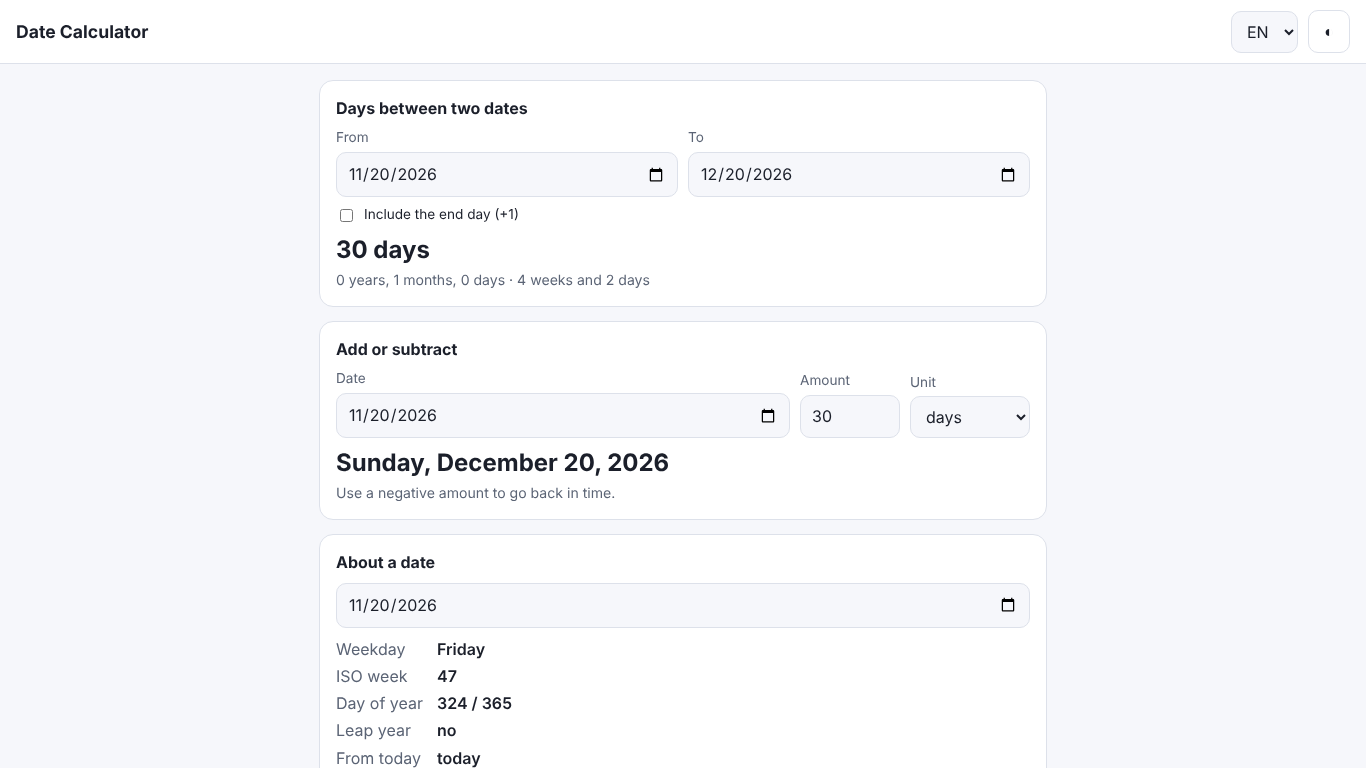 Date Calculator
EN
Days between two dates
From To
11/20/2026 12/20/2026
Include the end day (+1)
30 days
0 years, 1 months, 0 days · 4 weeks and 2 days
Add or subtract
Date Amount Unit
11/20/2026 30 days
Sunday, December 20, 2026
Use a negative amount to go back in time.
About a date
11/20/2026
Weekday Friday
ISO week 47
Day of year 324 / 365
Leap year no
From today today